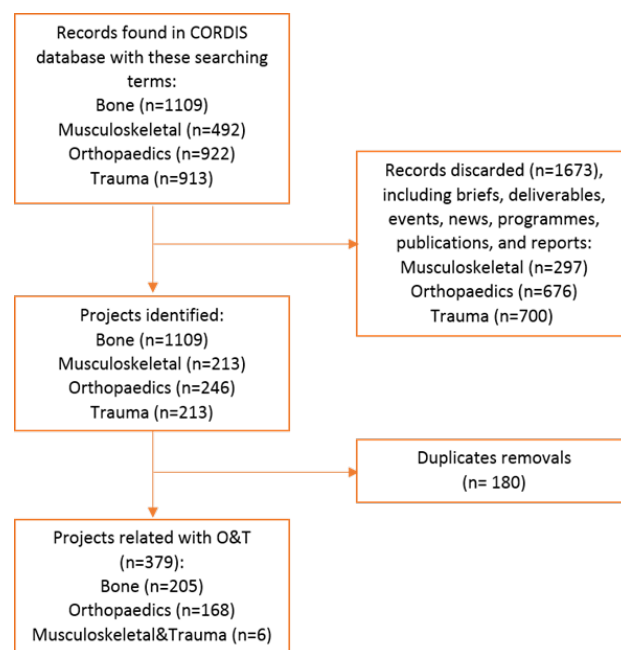 Records found in CORDIS
database with these searching
terms:
Bone (n=1109)
Musculoskeletal (n=492)
Orthopaedics (n=922)
Trauma (n=913)
Records discarded (n=1673),
including briefs, deliverables,
events, news, programmes,
publications, and reports:
Musculoskeletal (n=297)
Orthopaedics (n=676)
Trauma (n=700)
Projects identified:
Bone (n=1109)
Musculoskeletal (n=213)
Orthopaedics (n=246)
Trauma (n=213)
Duplicates removals
(n= 180)
Projects related with O&T
(n=379):
Bone (n=205)
Orthopaedics (n=168)
Musculoskeletal&Trauma (n=6)